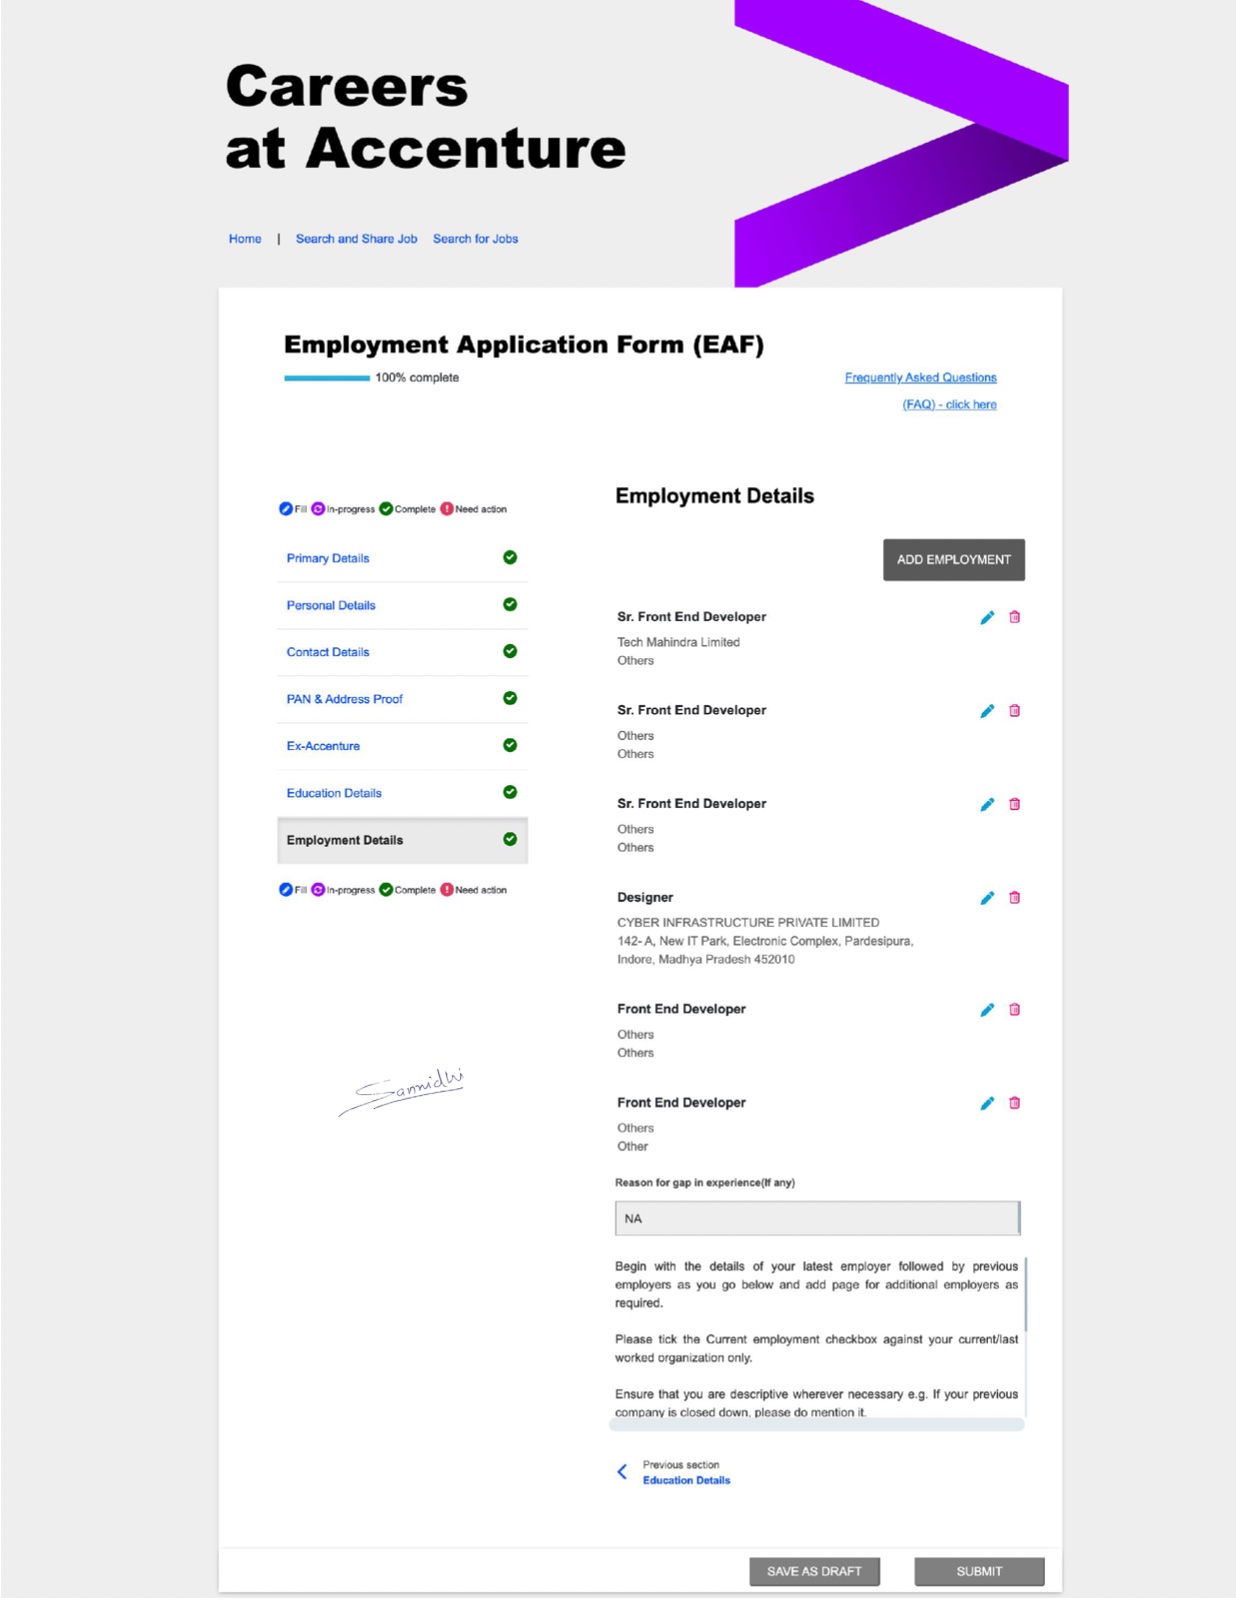 Careers
at Accenture
Home | Search and Share Job Search for Jobs
Employment Application Form (EAF)
100% complete
Frequently Asked Questions
(FAQ) - click here
Fill In-progress Complete Need action
Primary Details
Personal Details
Contact Details
PAN & Address Proof
Ex-Accenture
Education Details
Employment Details
Fill In-progress Complete Need action
Sannidhi
Employment Details
ADD EMPLOYMENT
Sr. Front End Developer
Tech Mahindra Limited
Others
Sr. Front End Developer
Others
Others
Sr. Front End Developer
Others
Others
Designer
CYBER INFRASTRUCTURE PRIVATE LIMITED
142- A, New IT Park, Electronic Complex, Pardesipura,
Indore, Madhya Pradesh 452010
Front End Developer
Others
Others
Front End Developer
Others
Other
Reason for gap in experience(If any)
NA
Begin with the details of your latest employer followed by previous
employers as you go below and add page for additional employers as
required.
Please tick the Current employment checkbox against your current/last
worked organization only.
Ensure that you are descriptive wherever necessary e.g. If your previous
company is closed down, please do mention it.
Previous section
Education Details
SAVE AS DRAFT SUBMIT